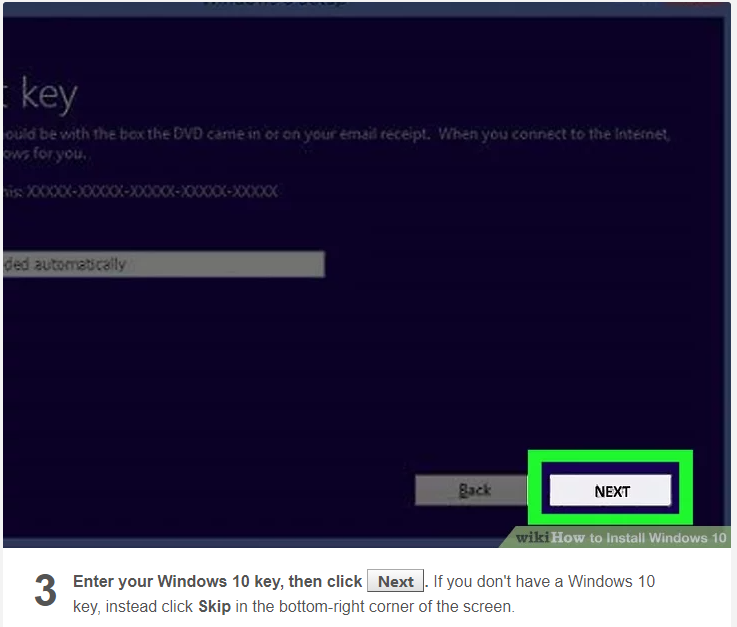 t key
ould be with the box the DVD came in or on your email receipt. When you connect to the Internet,
ows for you.
his: XXXXX-XXXXX-XXXXX-XXXXX-XXXXX
ded automatically
Back
NEXT
wikiHow to Install Windows 10
3 Enter your Windows 10 key, then click Next. If you don't have a Windows 10
key, instead click Skip in the bottom-right corner of the screen.